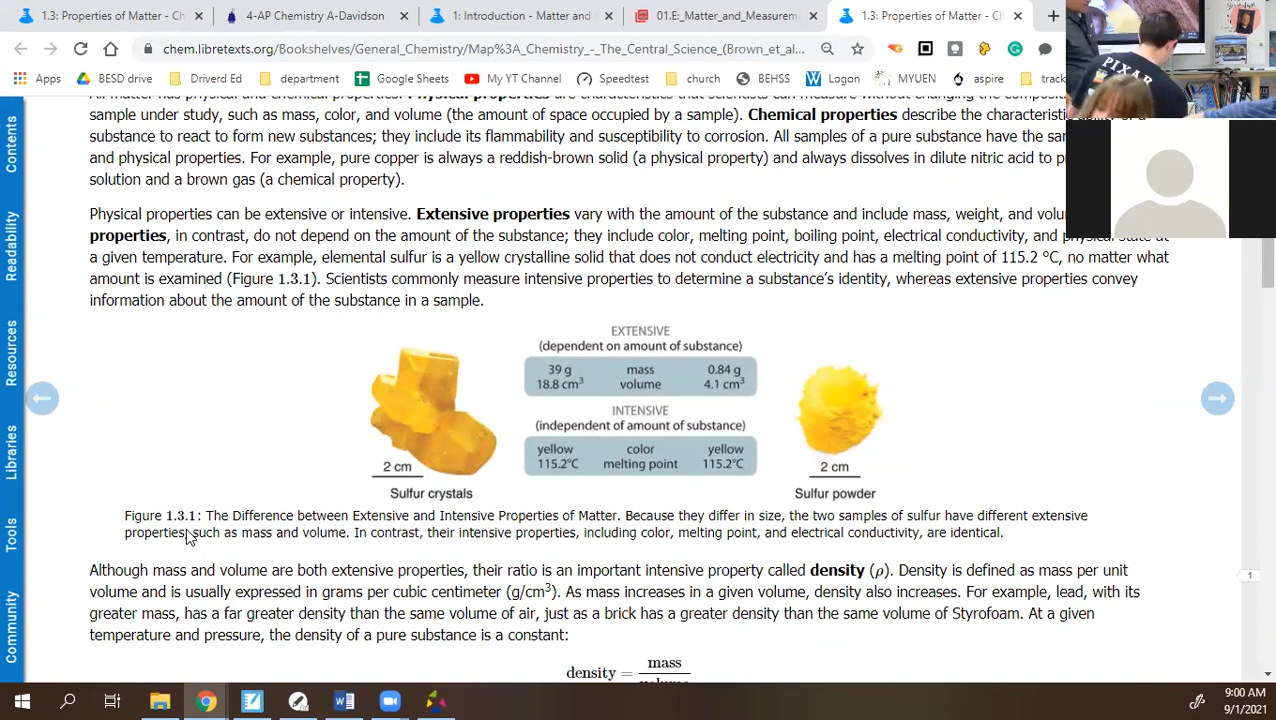 1.3: Properties of Matter - Ch
4-AP Chemistry A-Davidson
1: Introduction - Matter and
01.E:_Matter_and_Measurem
1.3: Properties of Matter - Ch
chem.libretexts.org/Bookshelves/General_Chemistry/Map%3A_Chemistry_-_The_Central_Science_(Brown_et_al...
Apps
BESD drive
Driverd Ed
department
Google Sheets
My YT Channel
Speedtest
church
BEHSS
Logon
MYUEN
aspire
track
PIXAR
Contents
Readability
Resources
Libraries
Tools
Community
sample under study, such as mass, color, and volume (the amount of space occupied by a sample). Chemical properties describe the characterist
substance to react to form new substances; they include its flammability and susceptibility to corrosion. All samples of a pure substance have the sa
and physical properties. For example, pure copper is always a reddish-brown solid (a physical property) and always dissolves in dilute nitric acid to p
solution and a brown gas (a chemical property).
Physical properties can be extensive or intensive. Extensive properties vary with the amount of the substance and include mass, weight, and volu
properties, in contrast, do not depend on the amount of the substance; they include color, melting point, boiling point, electrical conductivity, and physical state at
a given temperature. For example, elemental sulfur is a yellow crystalline solid that does not conduct electricity and has a melting point of 115.2 °C, no matter what
amount is examined (Figure 1.3.1). Scientists commonly measure intensive properties to determine a substance's identity, whereas extensive properties convey
information about the amount of the substance in a sample.
EXTENSIVE
(dependent on amount of substance)
39 g mass 0.84 g
18.8 cm³ volume 4.1 cm³
INTENSIVE
(independent of amount of substance)
yellow color yellow
115.2°C melting point 115.2°C
2 cm
Sulfur crystals
2 cm
Sulfur powder
Figure 1.3.1: The Difference between Extensive and Intensive Properties of Matter. Because they differ in size, the two samples of sulfur have different extensive
properties, such as mass and volume. In contrast, their intensive properties, including color, melting point, and electrical conductivity, are identical.
Although mass and volume are both extensive properties, their ratio is an important intensive property called density (ρ). Density is defined as mass per unit
volume and is usually expressed in grams per cubic centimeter (g/cm³). As mass increases in a given volume, density also increases. For example, lead, with its
greater mass, has a far greater density than the same volume of air, just as a brick has a greater density than the same volume of Styrofoam. At a given
temperature and pressure, the density of a pure substance is a constant:
density = mass
1
9:00 AM
9/1/2021